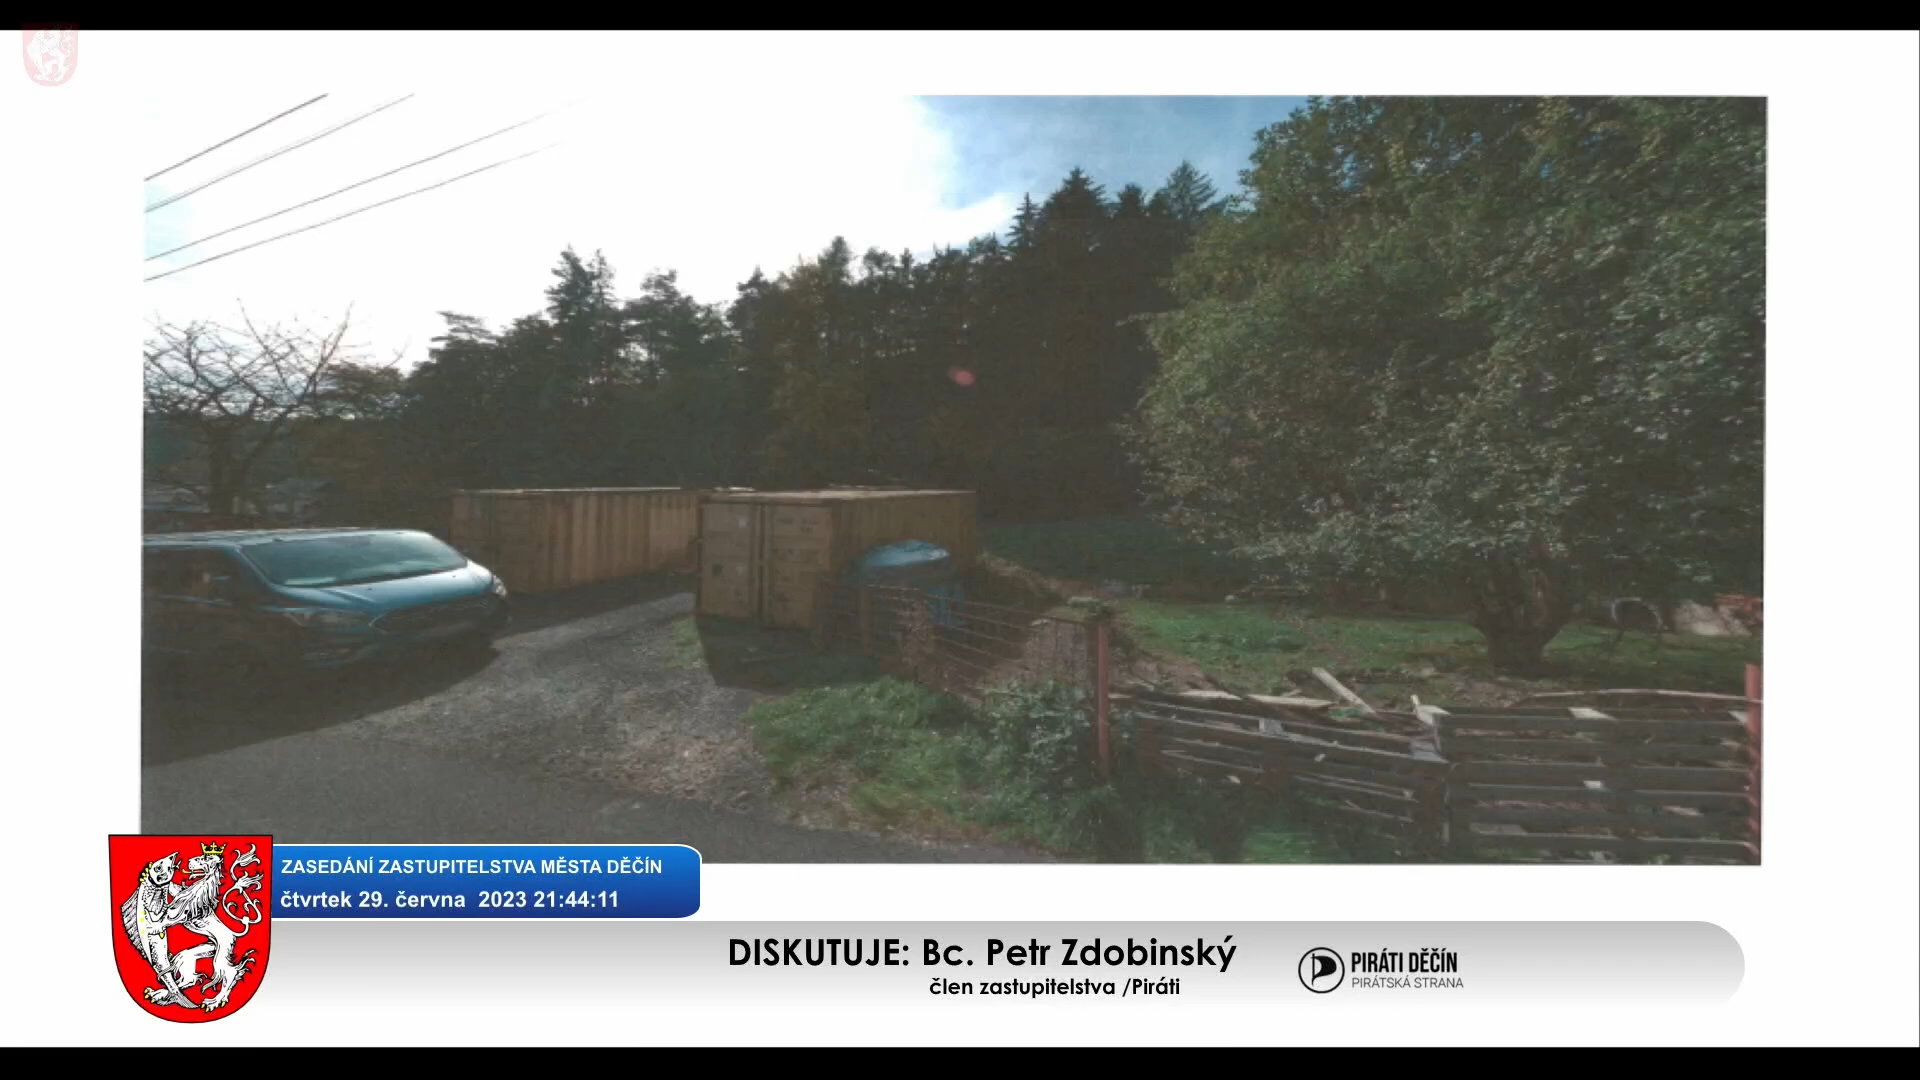 ZASEDÁNÍ ZASTUPITELSTVA MĚSTA DĚČÍN
čtvrtek 29. června 2023 21:44:11
DISKUTUJE: Bc. Petr Zdobinský
člen zastupitelstva /Piráti
PIRÁTI DĚČÍN
PIRÁTSKÁ STRANA